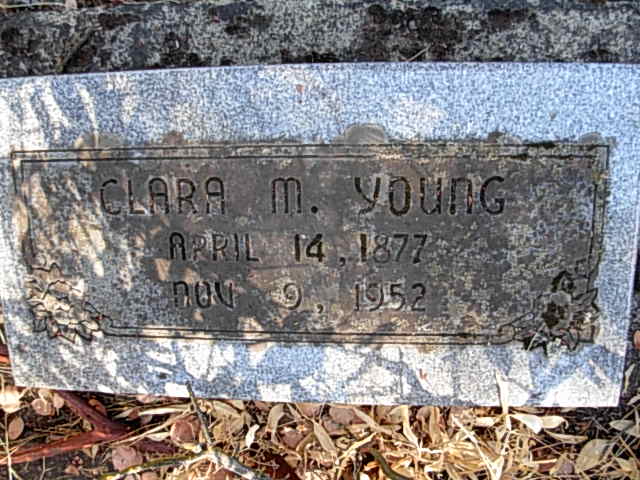 CLARA M. YOUNG
APRIL 14, 1877
NOV 9, 1952